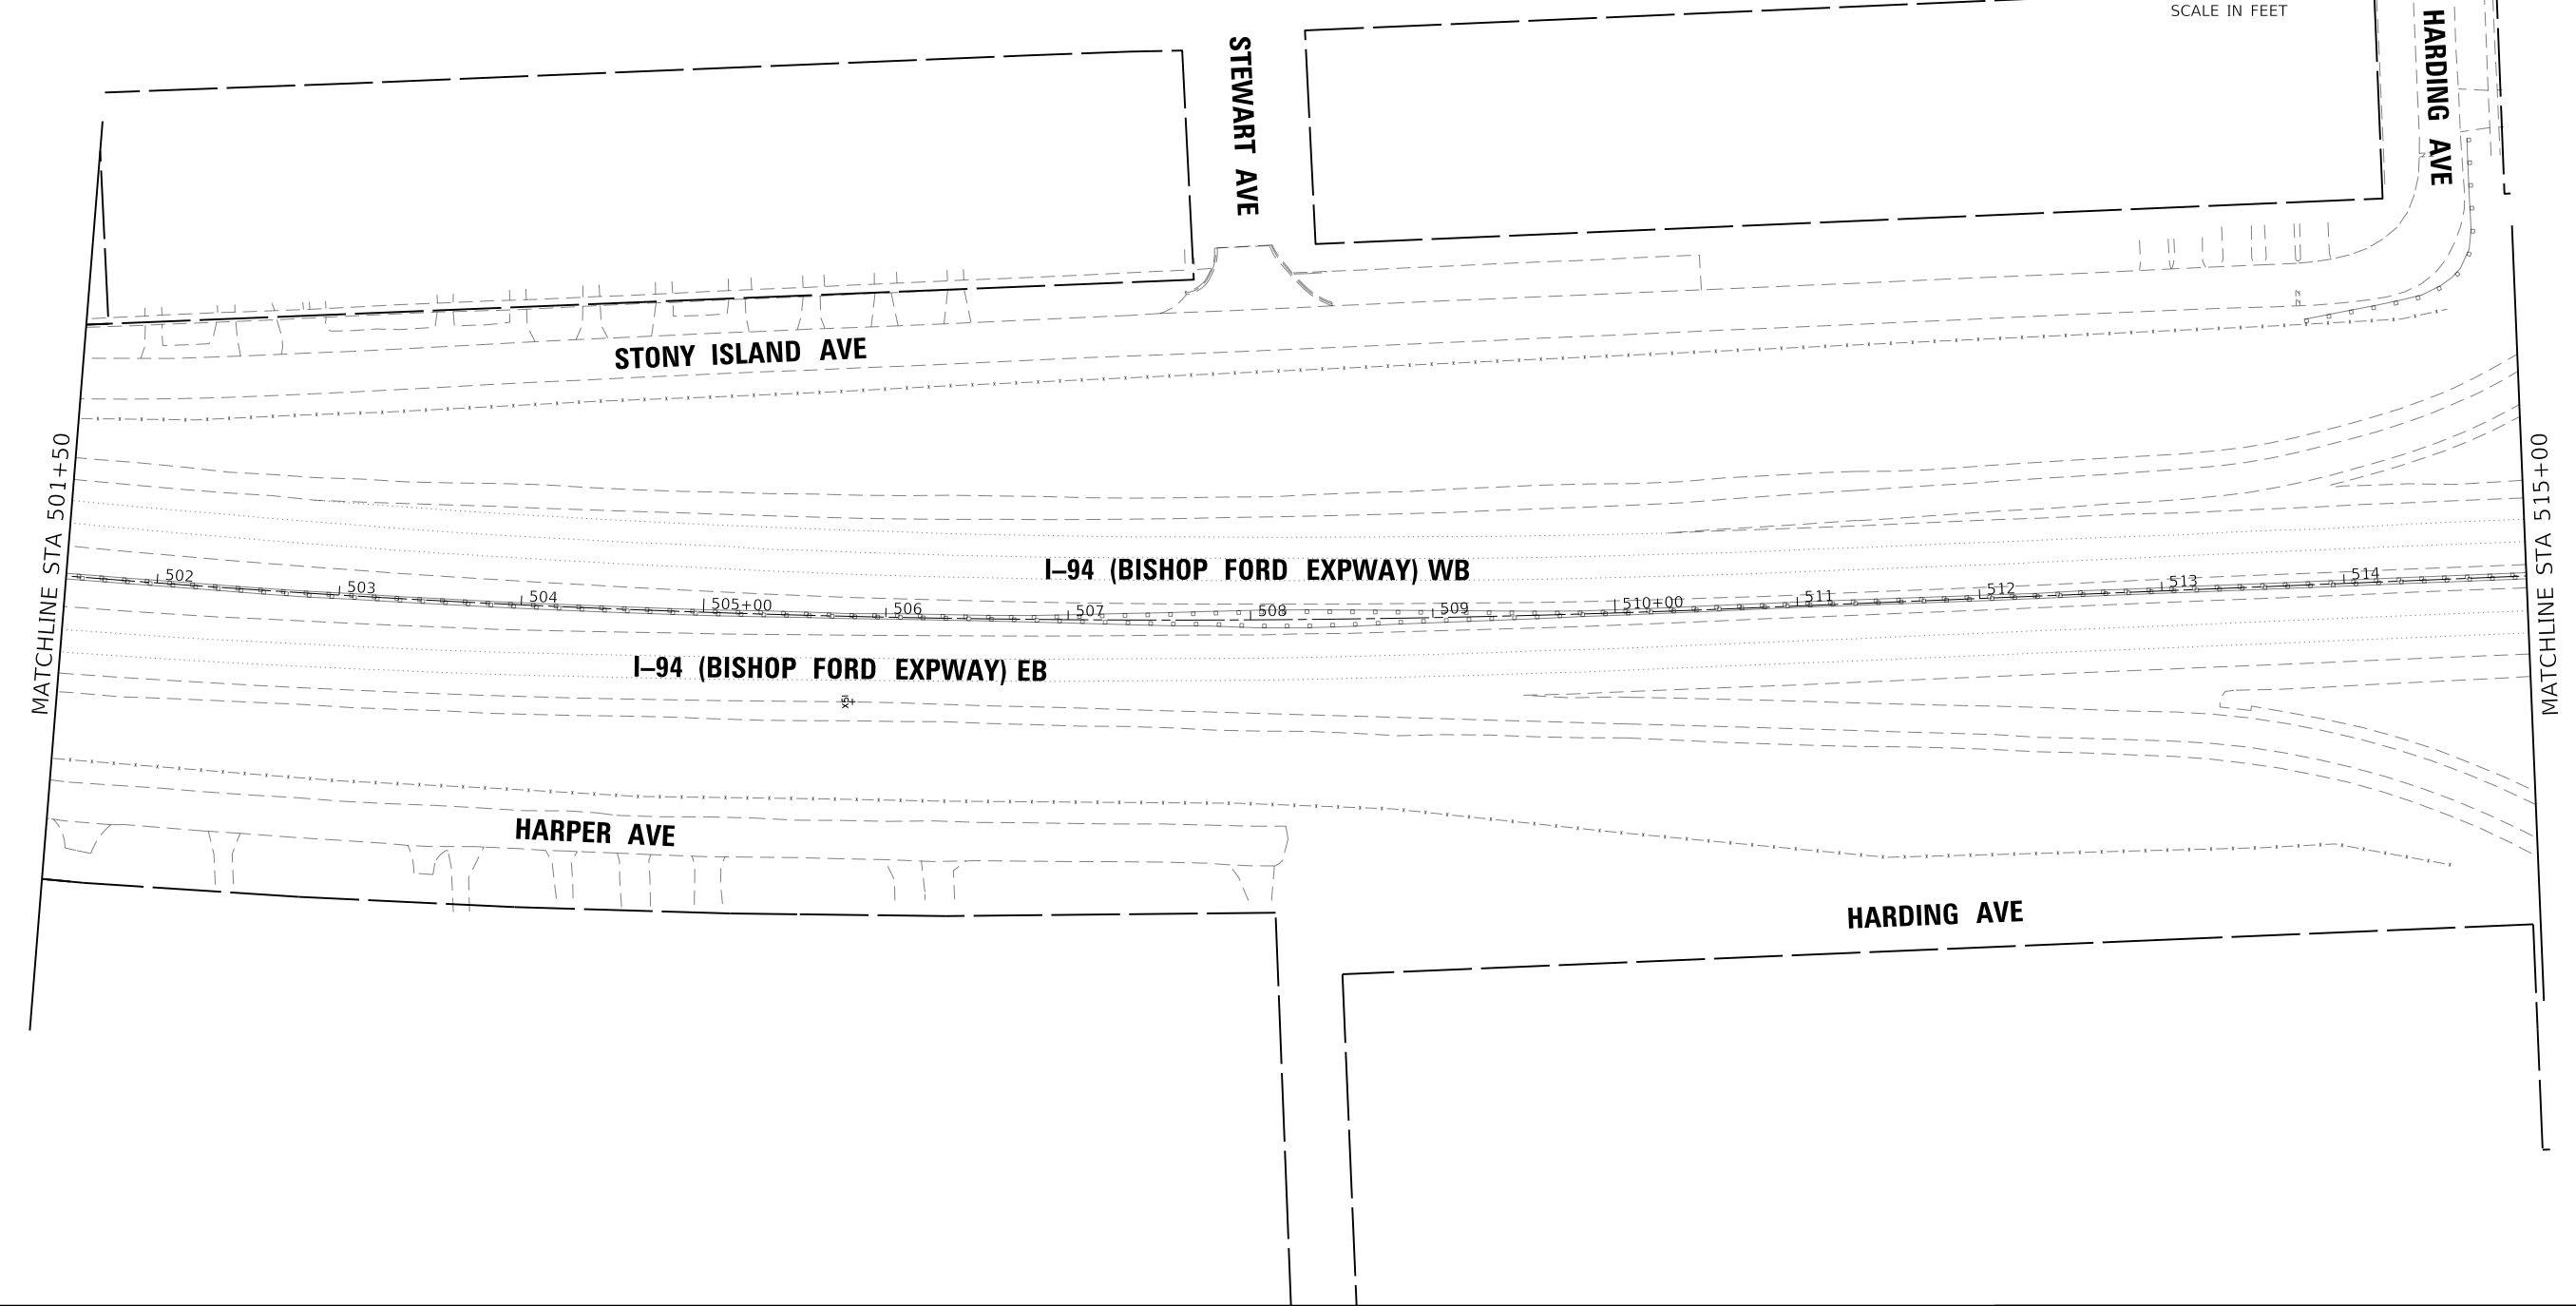 SCALE IN FEET
STEWART AVE
HARDING AVE
STONY ISLAND AVE
MATCHLINE STA 501+50
MATCHLINE STA 515+00
I–94 (BISHOP FORD EXPWAY) WB
502
503
504
505+00
506
507
508
509
510+00
511
512
513
514
I–94 (BISHOP FORD EXPWAY) EB
HARPER AVE
HARDING AVE